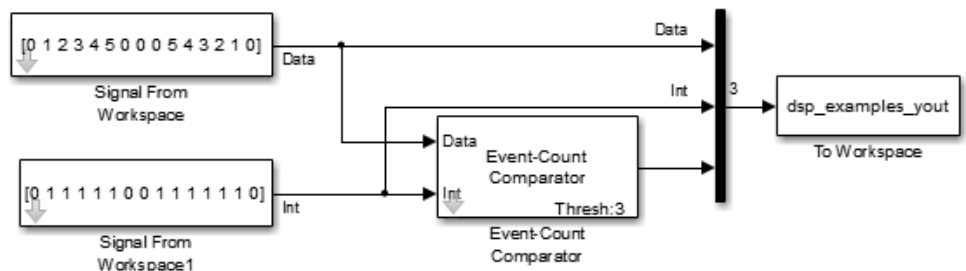 [0 1 2 3 4 5 0 0 0 5 4 3 2 1 0]
Data
Signal From
Workspace
[0 1 1 1 1 1 0 0 1 1 1 1 1 1 0]
Int
Signal From
Workspace1
Data
Int
Event-Count
Comparator
Thresh:3
Event-Count
Comparator
Data
Int
3
dsp_examples_yout
To Workspace